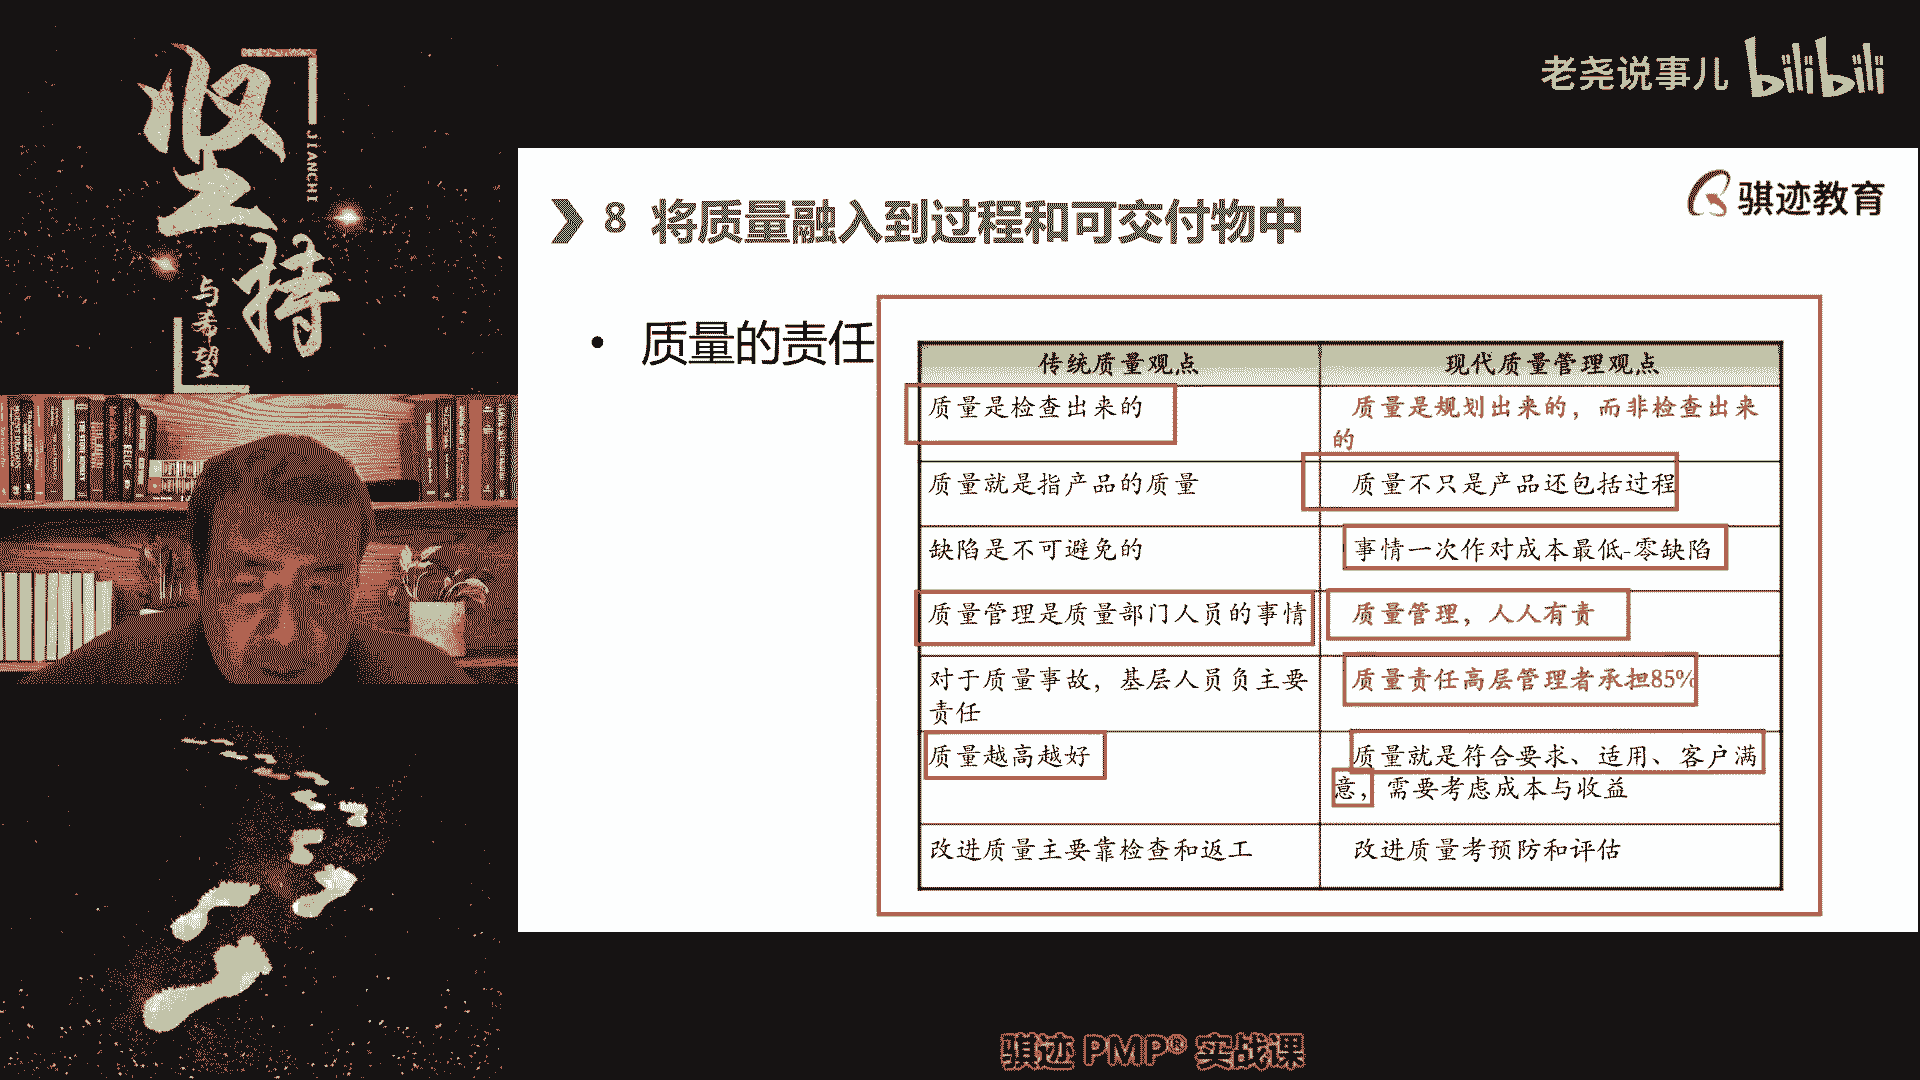 坚持
JIANCHI
与希望
老尧说事儿 bilibili
骐迹教育
8 将质量融入到过程和可交付物中
• 质量的责任
传统质量观点
现代质量管理观点
质量是检查出来的
质量是规划出来的，而非检查出来
的
质量就是指产品的质量
质量不只是产品还包括过程
缺陷是不可避免的
事情一次作对成本最低-零缺陷
质量管理是质量部门人员的事情
质量管理，人人有责
对于质量事故，基层人员负主要
责任
质量责任高层管理者承担85%
质量越高越好
质量就是符合要求、适用、客户满
意，需要考虑成本与收益
改进质量主要靠检查和返工
改进质量考预防和评估
骐迹 PMP® 实战课